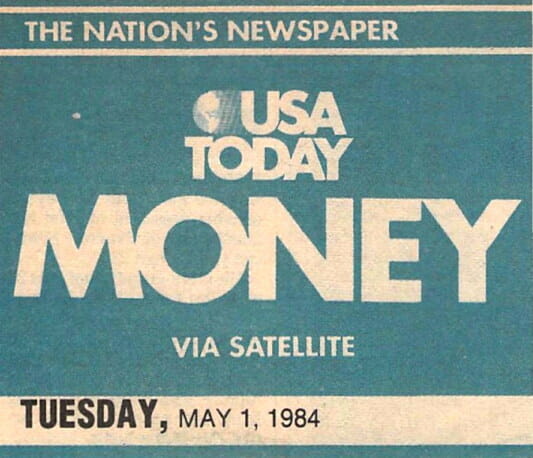 THE NATION'S NEWSPAPER
USA
TODAY
MONEY
VIA SATELLITE
TUESDAY, MAY 1, 1984